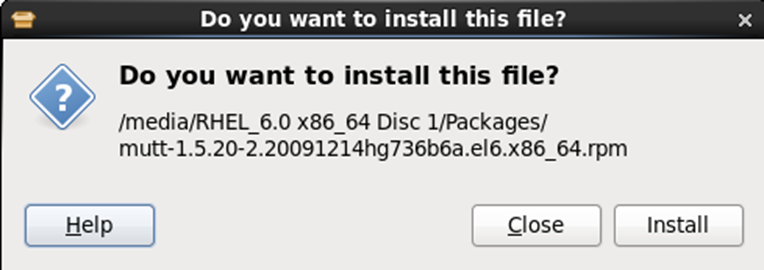 Do you want to install this file?
Do you want to install this file?
/media/RHEL_6.0 x86_64 Disc 1/Packages/
mutt-1.5.20-2.20091214hg736b6a.el6.x86_64.rpm
Help Close Install